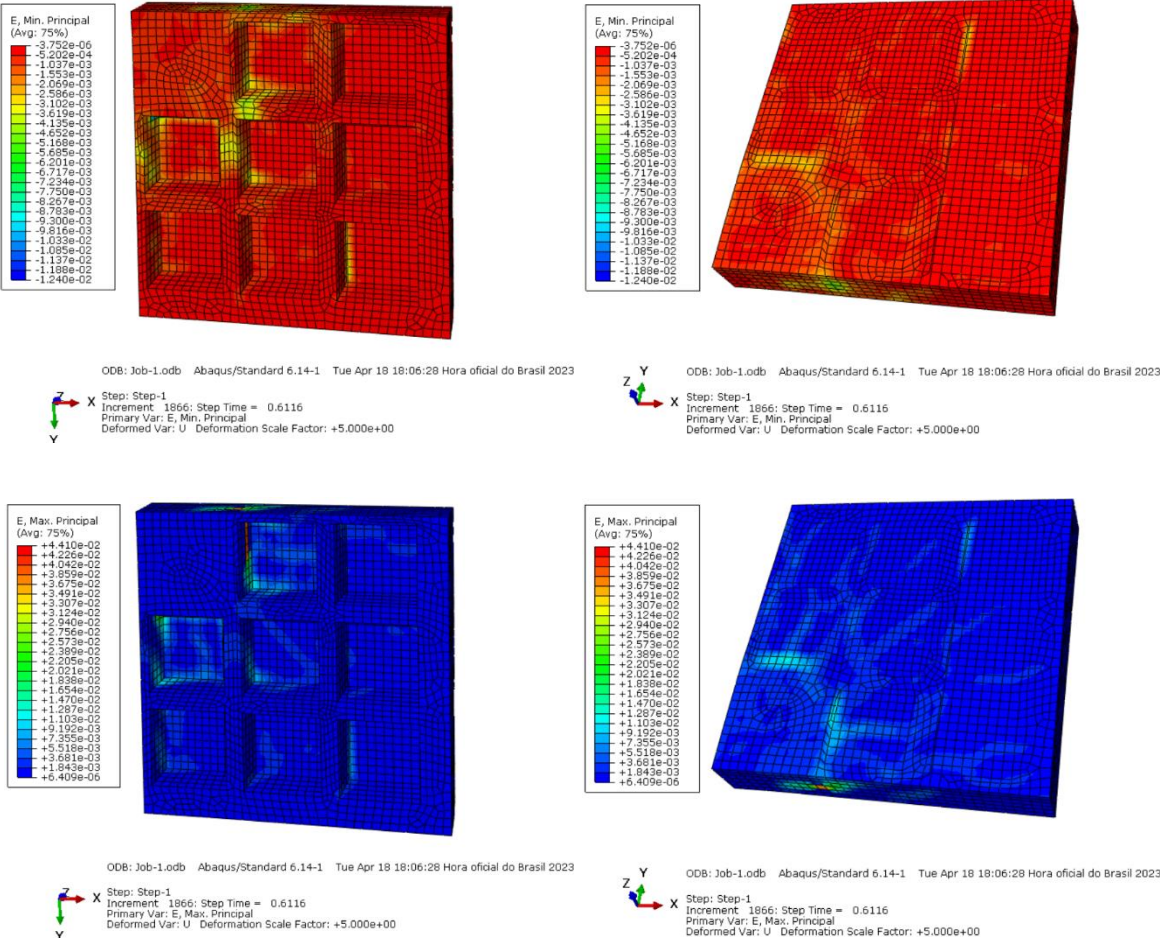 E, Min. Principal
(Avg: 75%)
-3.752e-06
-5.202e-04
-1.037e-03
-1.553e-03
-2.069e-03
-2.586e-03
-3.102e-03
-3.619e-03
-4.135e-03
-4.652e-03
-5.168e-03
-5.685e-03
-6.201e-03
-6.717e-03
-7.234e-03
-7.750e-03
-8.267e-03
-8.783e-03
-9.300e-03
-9.816e-03
-1.033e-02
-1.085e-02
-1.137e-02
-1.188e-02
-1.240e-02
ODB: Job-1.odb Abaqus/Standard 6.14-1 Tue Apr 18 18:06:28 Hora oficial do Brasil 2023
Z
X
Y
Step: Step-1
Increment 1866: Step Time = 0.6116
Primary Var: E, Min. Principal
Deformed Var: U Deformation Scale Factor: +5.000e+00
E, Min. Principal
(Avg: 75%)
-3.752e-06
-5.202e-04
-1.037e-03
-1.553e-03
-2.069e-03
-2.586e-03
-3.102e-03
-3.619e-03
-4.135e-03
-4.652e-03
-5.168e-03
-5.685e-03
-6.201e-03
-6.717e-03
-7.234e-03
-7.750e-03
-8.267e-03
-8.783e-03
-9.300e-03
-9.816e-03
-1.033e-02
-1.085e-02
-1.137e-02
-1.188e-02
-1.240e-02
ODB: Job-1.odb Abaqus/Standard 6.14-1 Tue Apr 18 18:06:28 Hora oficial do Brasil 2023
Y
Z
X
Step: Step-1
Increment 1866: Step Time = 0.6116
Primary Var: E, Min. Principal
Deformed Var: U Deformation Scale Factor: +5.000e+00
E, Max. Principal
(Avg: 75%)
+4.410e-02
+4.226e-02
+4.042e-02
+3.859e-02
+3.675e-02
+3.491e-02
+3.307e-02
+3.124e-02
+2.940e-02
+2.756e-02
+2.573e-02
+2.389e-02
+2.205e-02
+2.021e-02
+1.838e-02
+1.654e-02
+1.470e-02
+1.287e-02
+1.103e-02
+9.192e-03
+7.355e-03
+5.518e-03
+3.681e-03
+1.843e-03
+6.409e-06
ODB: Job-1.odb Abaqus/Standard 6.14-1 Tue Apr 18 18:06:28 Hora oficial do Brasil 2023
Z
X
Y
Step: Step-1
Increment 1866: Step Time = 0.6116
Primary Var: E, Max. Principal
Deformed Var: U Deformation Scale Factor: +5.000e+00
E, Max. Principal
(Avg: 75%)
+4.410e-02
+4.226e-02
+4.042e-02
+3.859e-02
+3.675e-02
+3.491e-02
+3.307e-02
+3.124e-02
+2.940e-02
+2.756e-02
+2.573e-02
+2.389e-02
+2.205e-02
+2.021e-02
+1.838e-02
+1.654e-02
+1.470e-02
+1.287e-02
+1.103e-02
+9.192e-03
+7.355e-03
+5.518e-03
+3.681e-03
+1.843e-03
+6.409e-06
ODB: Job-1.odb Abaqus/Standard 6.14-1 Tue Apr 18 18:06:28 Hora oficial do Brasil 2023
Y
Z
X
Step: Step-1
Increment 1866: Step Time = 0.6116
Primary Var: E, Max. Principal
Deformed Var: U Deformation Scale Factor: +5.000e+00